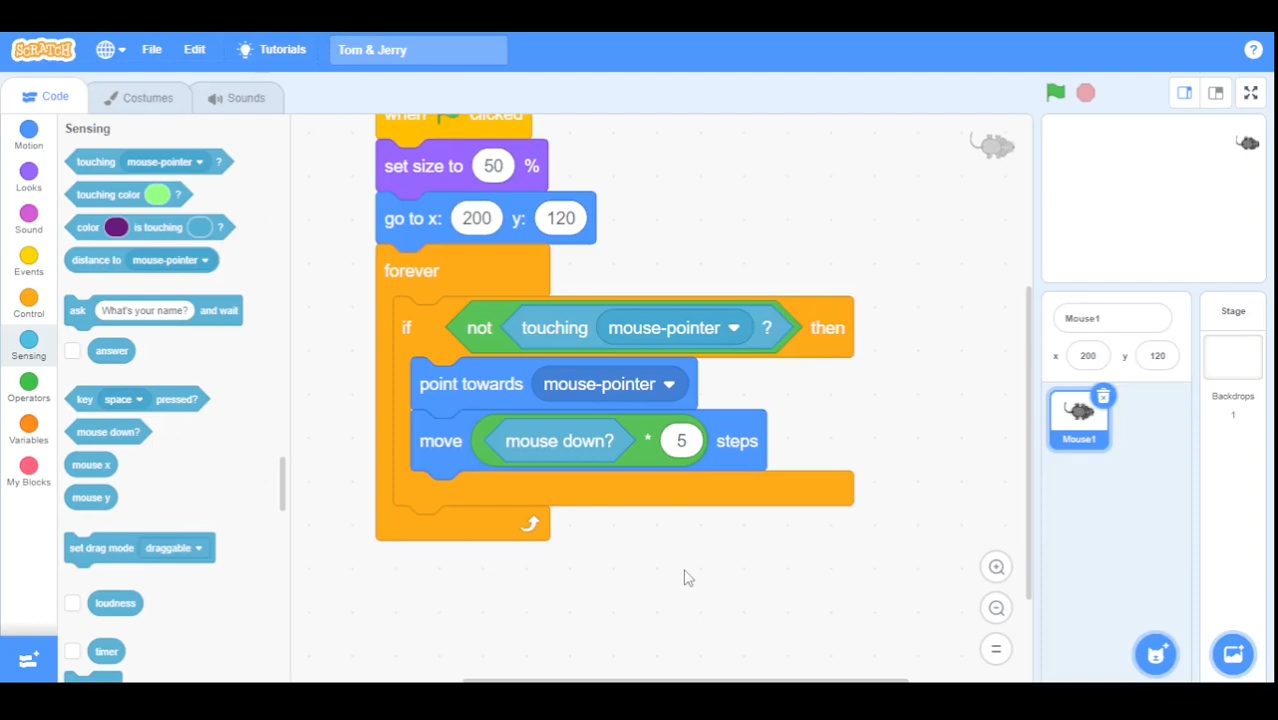 SCRATCH File Edit Tutorials Tom & Jerry ?
Code Costumes Sounds
Motion
Looks
Sound
Events
Control
Sensing
Operators
Variables
My Blocks
Sensing
touching mouse-pointer ?
touching color ?
color is touching ?
distance to mouse-pointer
ask What's your name? and wait
answer
key space pressed?
mouse down?
mouse x
mouse y
set drag mode draggable
loudness
timer
when clicked
set size to 50 %
go to x: 200 y: 120
forever
if not touching mouse-pointer ? then
point towards mouse-pointer
move mouse down? * 5 steps
Mouse1
x 200 y 120
Mouse1
Stage
Backdrops
1